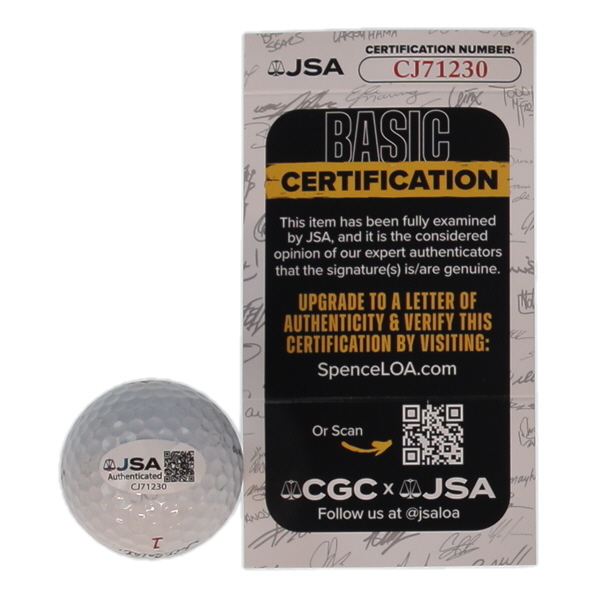 JSA
CERTIFICATION NUMBER:
CJ71230
BASIC
CERTIFICATION
This item has been fully examined
by JSA, and it is the considered
opinion of our expert authenticators
that the signature(s) is/are genuine.
UPGRADE TO A LETTER OF
AUTHENTICITY & VERIFY THIS
CERTIFICATION BY VISITING:
SpenceLOA.com
Or Scan
CGC x JSA
Follow us at @jsaloa
JSA
Authenticated
CJ71230
1